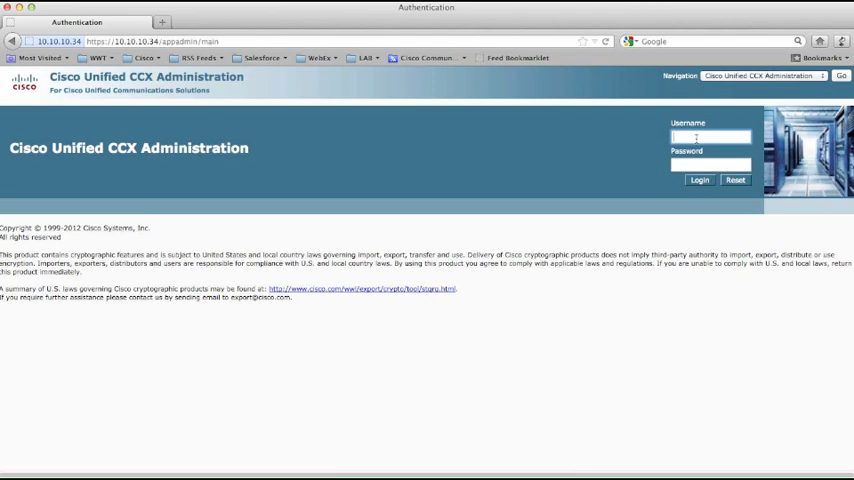 Authentication
Authentication
10.10.10.34 https://10.10.10.34/appadmin/main
Google
Most Visited WWT Cisco RSS Feeds Salesforce WebEx LAB Cisco Commun... Feed Bookmarklet Bookmarks
CISCO
Cisco Unified CCX Administration
For Cisco Unified Communications Solutions
Navigation Cisco Unified CCX Administration Go
Cisco Unified CCX Administration
Username
Password
Login Reset
Copyright © 1999-2012 Cisco Systems, Inc.
All rights reserved
This product contains cryptographic features and is subject to United States and local country laws governing import, export, transfer and use. Delivery of Cisco cryptographic products does not imply third-party authority to import, export, distribute or use
encryption. Importers, exporters, distributors and users are responsible for compliance with U.S. and local country laws. By using this product you agree to comply with applicable laws and regulations. If you are unable to comply with U.S. and local laws, return
this product immediately.
A summary of U.S. laws governing Cisco cryptographic products may be found at: http://www.cisco.com/wwl/export/crypto/tool/stqrg.html.
If you require further assistance please contact us by sending email to export@cisco.com.